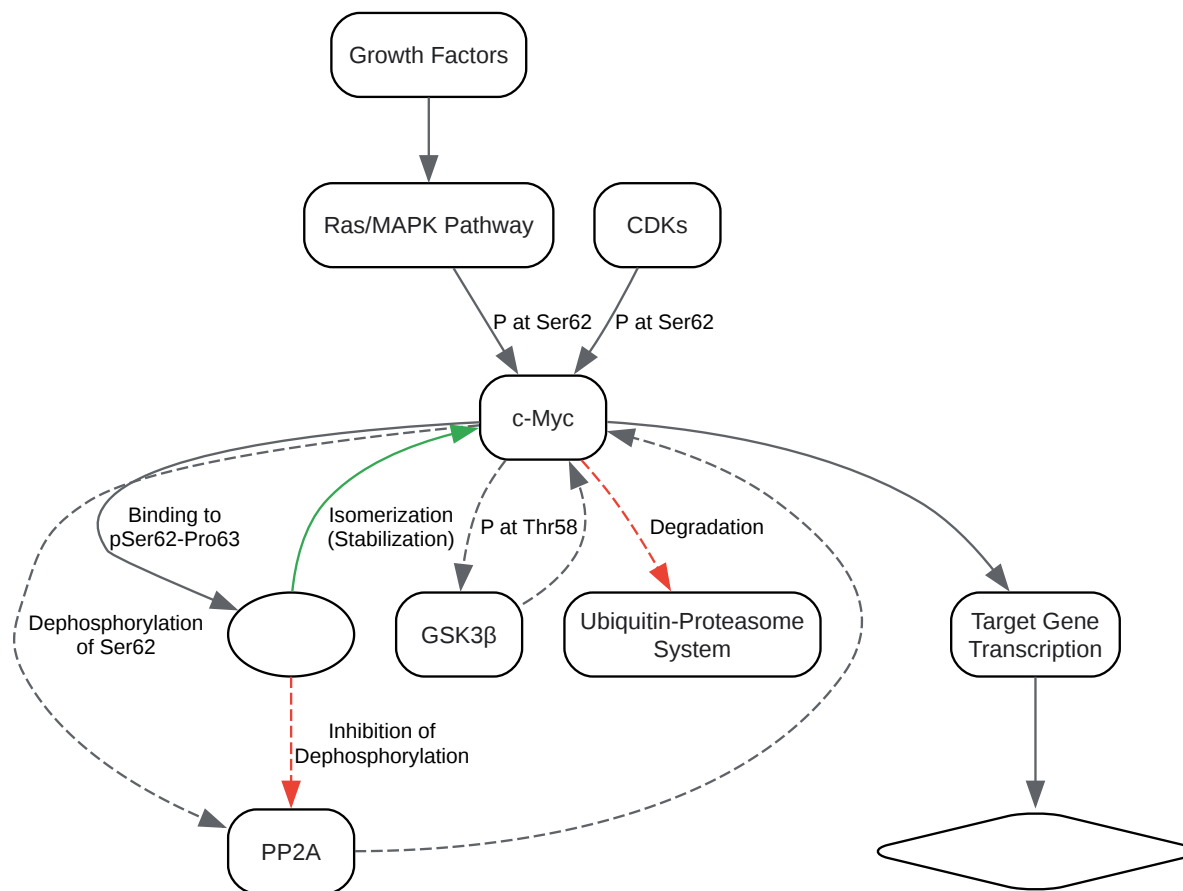 Growth Factors
Ras/MAPK Pathway
CDKs
P at Ser62
P at Ser62
c-Myc
Binding to
pSer62-Pro63
Isomerization
(Stabilization)
P at Thr58
Degradation
Dephosphorylation
of Ser62
GSK3β
Ubiquitin-Proteasome
System
Target Gene
Transcription
Inhibition of
Dephosphorylation
PP2A